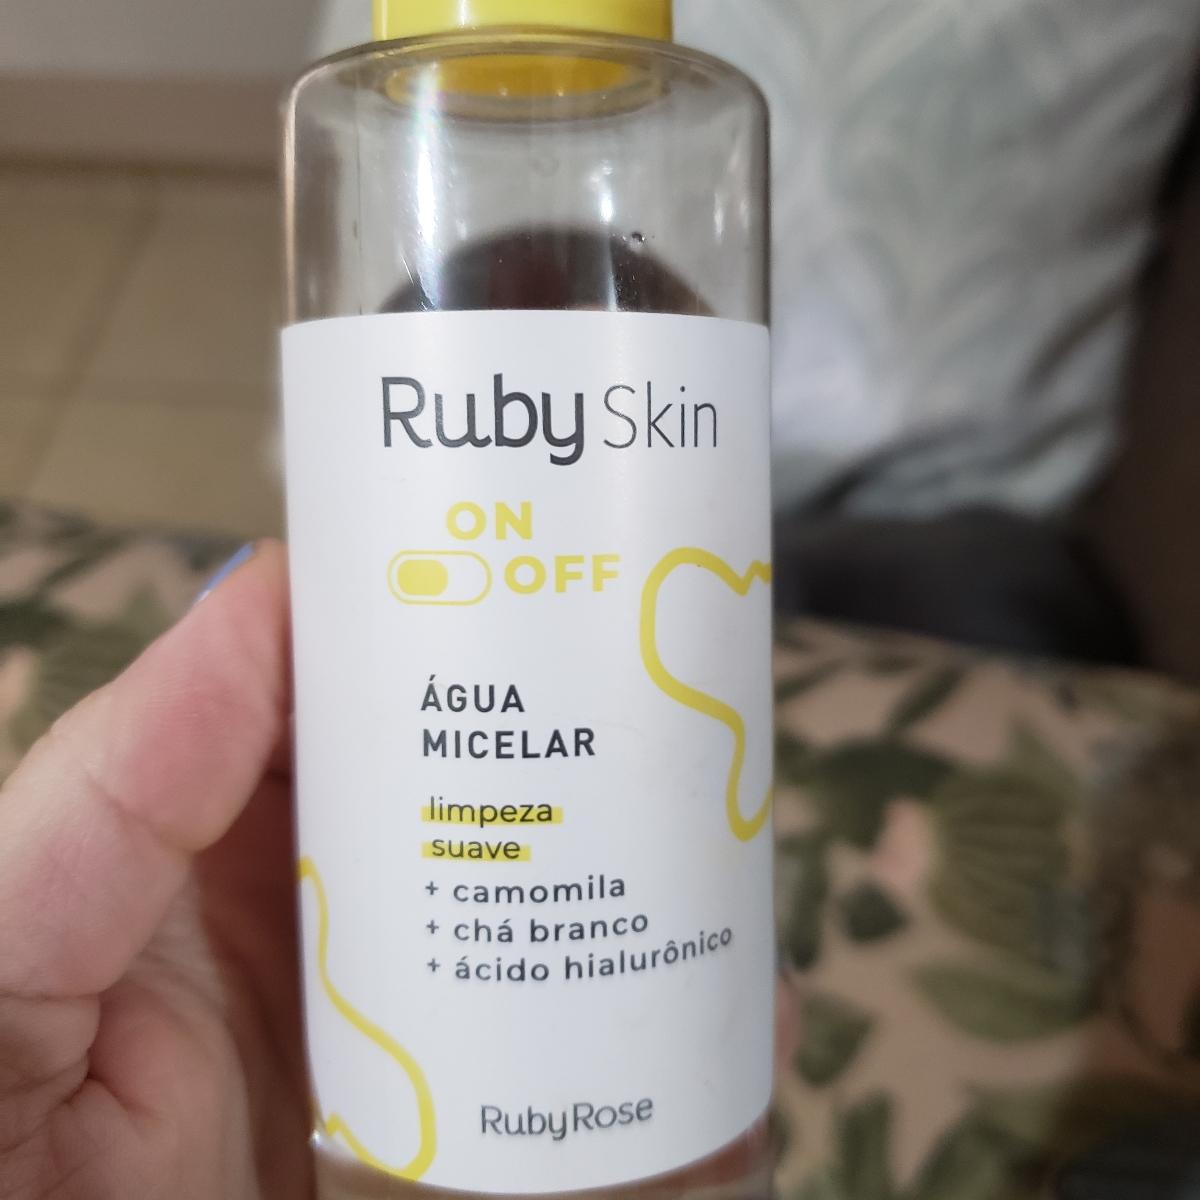 Ruby Skin
ON
OFF
ÁGUA
MICELAR
limpeza
suave
+ camomila
+ chá branco
+ ácido hialurônico
RubyRose